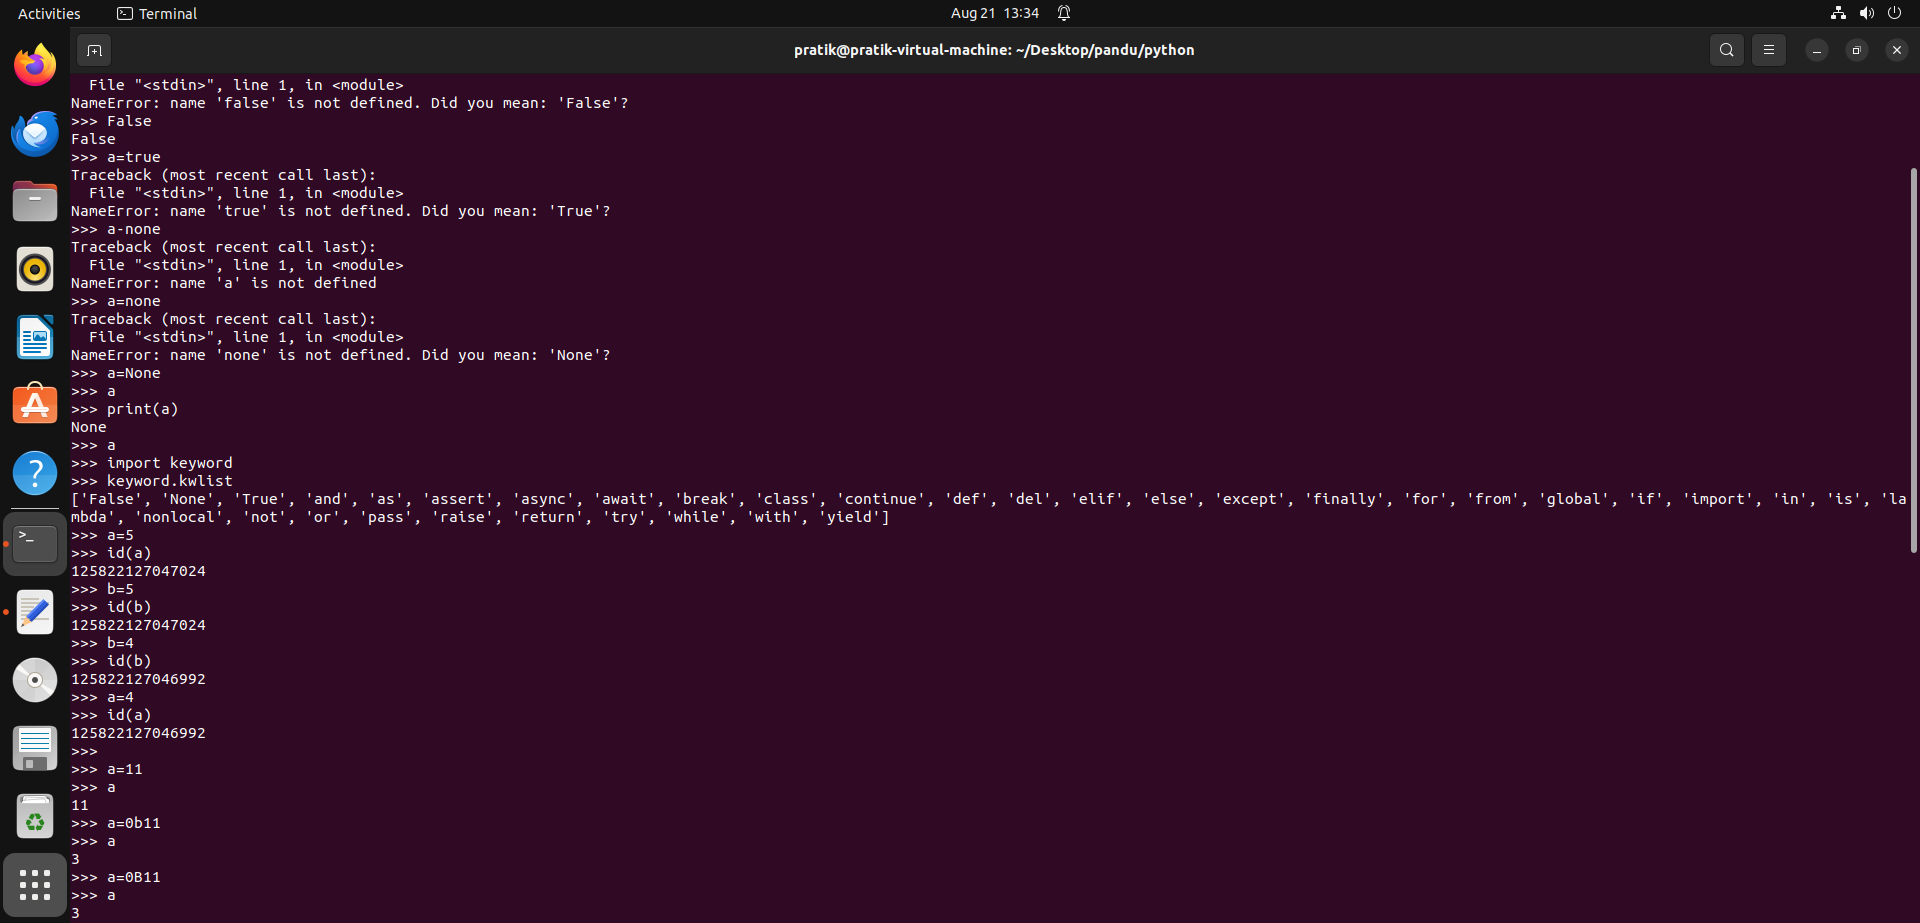 Activities
Terminal
Aug 21 13:34
pratik@pratik-virtual-machine: ~/Desktop/pandu/python
File "<stdin>", line 1, in <module>
NameError: name 'false' is not defined. Did you mean: 'False'?
>>> False
False
>>> a=true
Traceback (most recent call last):
  File "<stdin>", line 1, in <module>
NameError: name 'true' is not defined. Did you mean: 'True'?
>>> a-none
Traceback (most recent call last):
  File "<stdin>", line 1, in <module>
NameError: name 'a' is not defined
>>> a=none
Traceback (most recent call last):
  File "<stdin>", line 1, in <module>
NameError: name 'none' is not defined. Did you mean: 'None'?
>>> a=None
>>> a
>>> print(a)
None
>>> a
>>> import keyword
>>> keyword.kwlist
['False', 'None', 'True', 'and', 'as', 'assert', 'async', 'await', 'break', 'class', 'continue', 'def', 'del', 'elif', 'else', 'except', 'finally', 'for', 'from', 'global', 'if', 'import', 'in', 'is', 'la
mbda', 'nonlocal', 'not', 'or', 'pass', 'raise', 'return', 'try', 'while', 'with', 'yield']
>>> a=5
>>> id(a)
125822127047024
>>> b=5
>>> id(b)
125822127047024
>>> b=4
>>> id(b)
125822127046992
>>> a=4
>>> id(a)
125822127046992
>>>
>>> a=11
>>> a
11
>>> a=0b11
>>> a
3
>>> a=0B11
>>> a
3